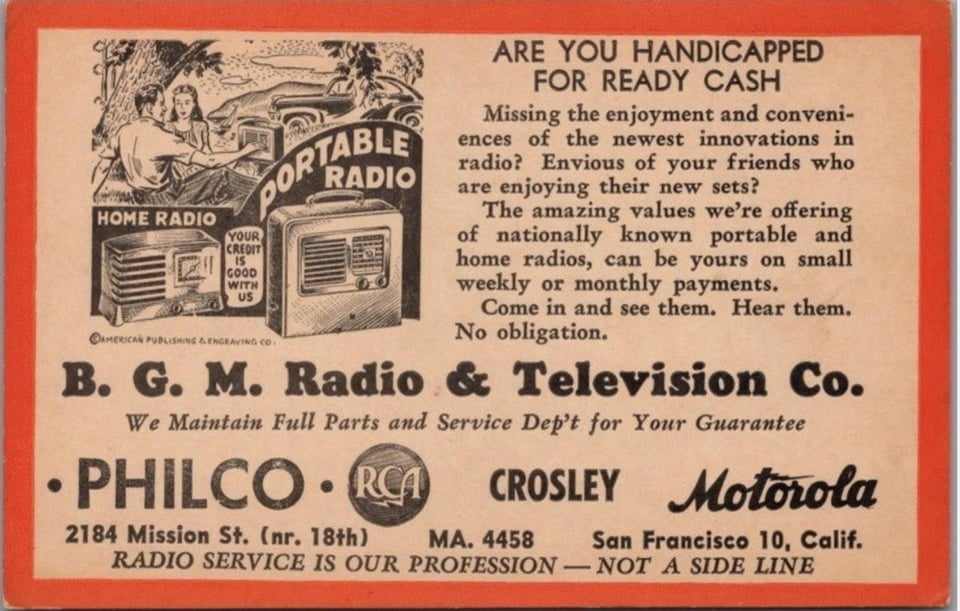 PORTABLE
RADIO
HOME RADIO
YOUR
CREDIT
IS
GOOD
WITH
US
©AMERICAN PUBLISHING & ENGRAVING CO.
ARE YOU HANDICAPPED
FOR READY CASH
Missing the enjoyment and conveni-
ences of the newest innovations in
radio? Envious of your friends who
are enjoying their new sets?
The amazing values we're offering
of nationally known portable and
home radios, can be yours on small
weekly or monthly payments.
Come in and see them. Hear them.
No obligation.
B. G. M. Radio & Television Co.
We Maintain Full Parts and Service Dep't for Your Guarantee
• PHILCO • RCA CROSLEY Motorola
2184 Mission St. (nr. 18th) MA. 4458 San Francisco 10, Calif.
RADIO SERVICE IS OUR PROFESSION — NOT A SIDE LINE